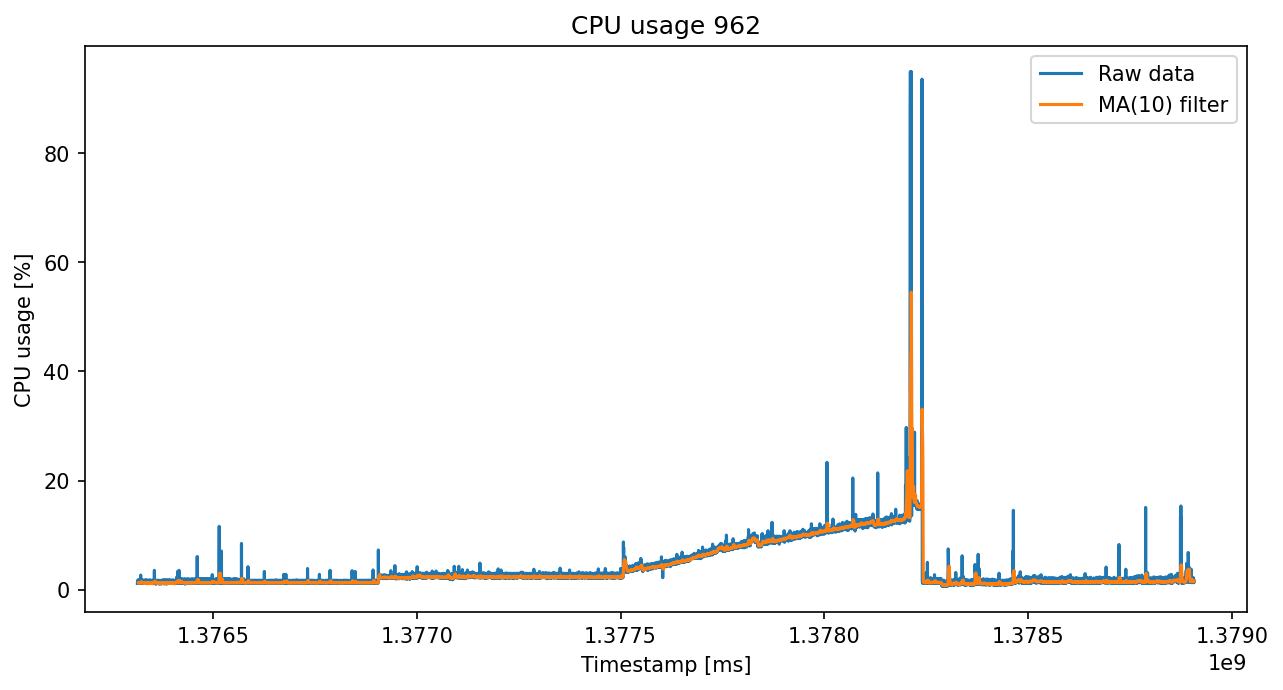 CPU usage 962
Raw data
MA(10) filter
CPU usage [%]
80
60
40
20
0
1.3765 1.3770 1.3775 1.3780 1.3785 1.3790
1e9
Timestamp [ms]